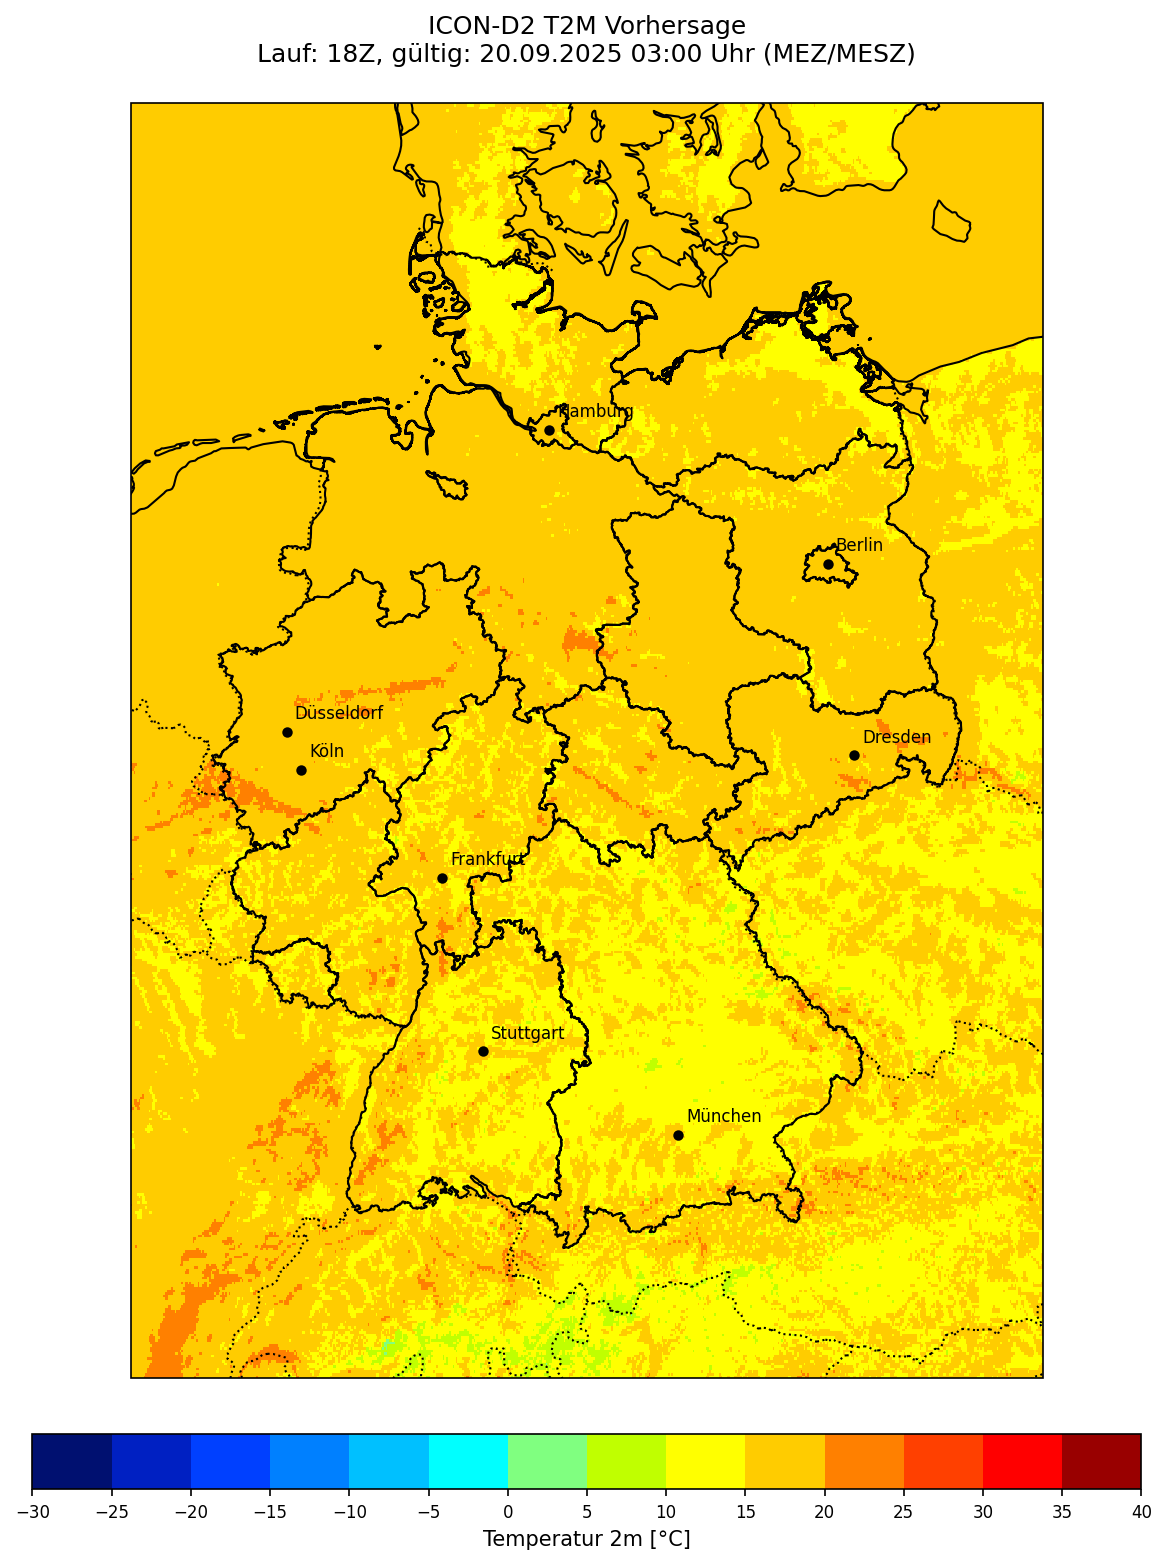 ICON-D2 T2M Vorhersage
Lauf: 18Z, gültig: 20.09.2025 03:00 Uhr (MEZ/MESZ)
Hamburg
Berlin
Düsseldorf
Dresden
Köln
Frankfurt
Stuttgart
München
−30 −25 −20 −15 −10 −5 0 5 10 15 20 25 30 35 40
Temperatur 2m [°C]